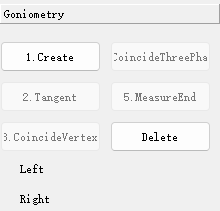 Goniometry
1.Create
CoincideThreePha
2.Tangent
5.MeasureEnd
3.CoincideVertex
Delete
Left
Right